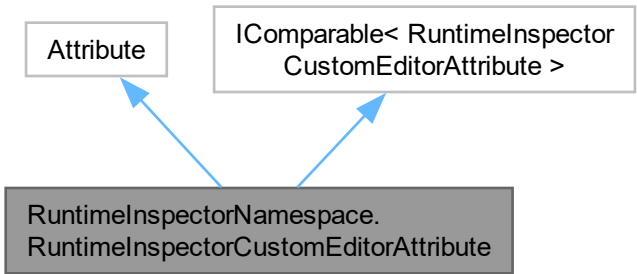 Attribute
IComparable< RuntimeInspector
CustomEditorAttribute >
RuntimeInspectorNamespace.
RuntimeInspectorCustomEditorAttribute